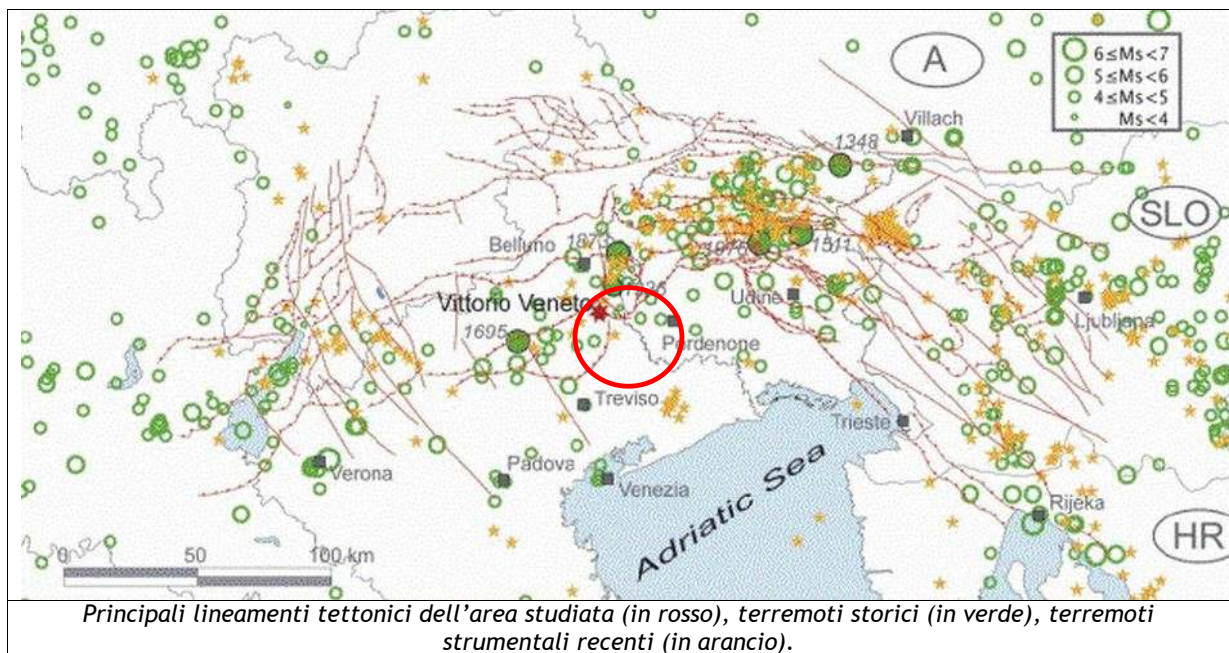 A
6≤Ms<7
5≤Ms<6
4≤Ms<5
Ms<4
Villach
1348
SLO
Belluno
1873
1976
1511
Vittorio Veneto
Udine
Ljubljana
1695
Pordenone
Treviso
Trieste
Verona
Padova
Venezia
Adriatic Sea
Rijeka
HR
0 50 100 km
Principali lineamenti tettonici dell’area studiata (in rosso), terremoti storici (in verde), terremoti
strumentali recenti (in arancio).